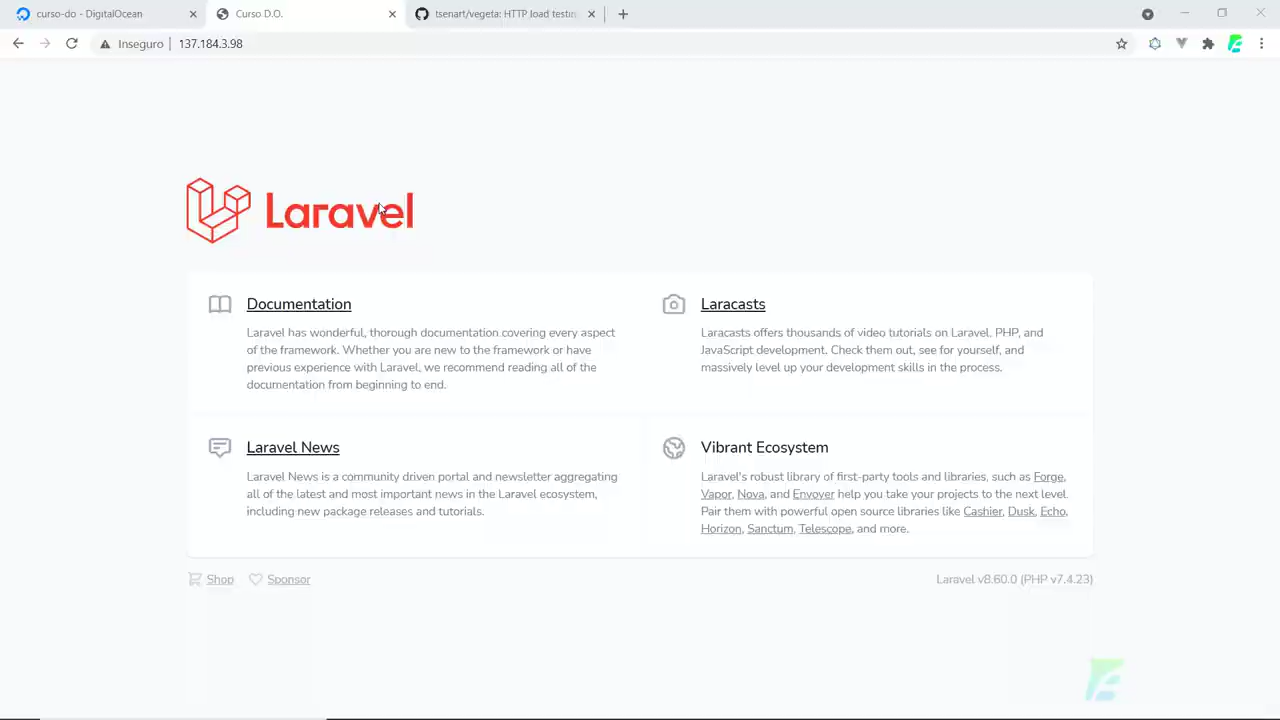 curso-do - DigitalOcean
Curso D.O.
tsenart/vegeta: HTTP load testing
Inseguro
137.184.3.98
Laravel
Documentation
Laravel has wonderful, thorough documentation covering every aspect
of the framework. Whether you are new to the framework or have
previous experience with Laravel, we recommend reading all of the
documentation from beginning to end.
Laracasts
Laracasts offers thousands of video tutorials on Laravel, PHP, and
JavaScript development. Check them out, see for yourself, and
massively level up your development skills in the process.
Laravel News
Laravel News is a community driven portal and newsletter aggregating
all of the latest and most important news in the Laravel ecosystem,
including new package releases and tutorials.
Vibrant Ecosystem
Laravel's robust library of first-party tools and libraries, such as Forge,
Vapor, Nova, and Envoyer help you take your projects to the next level.
Pair them with powerful open source libraries like Cashier, Dusk, Echo,
Horizon, Sanctum, Telescope, and more.
Shop
Sponsor
Laravel v8.60.0 (PHP v7.4.23)